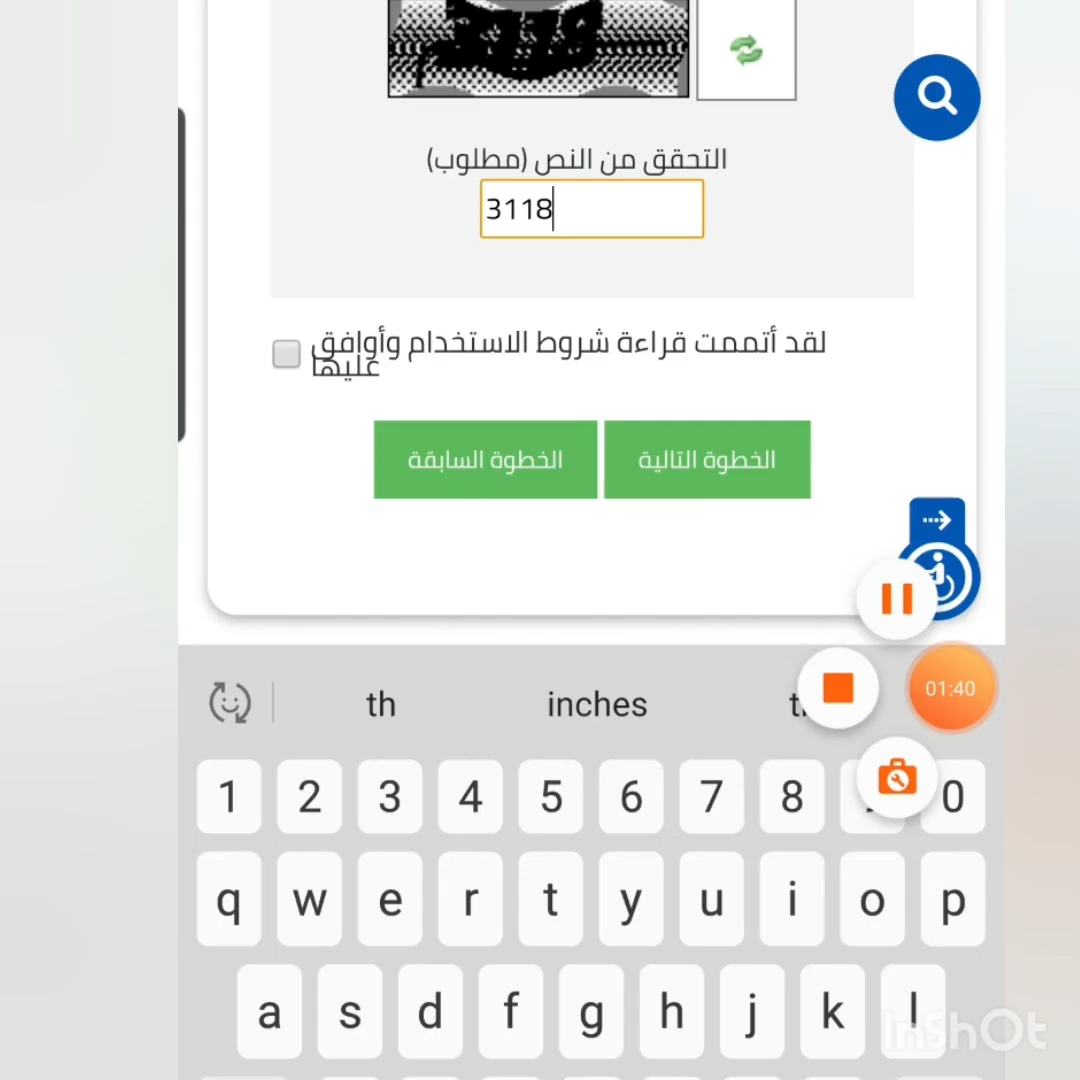 التحقق من النص (مطلوب)
3118
لقد أتممت قراءة شروط الاستخدام وأوافق
عليها
الخطوة التالية الخطوة السابقة
01:40
th inches
1 2 3 4 5 6 7 8 0
q w e r t y u i o p
a s d f g h j k l
InShOt